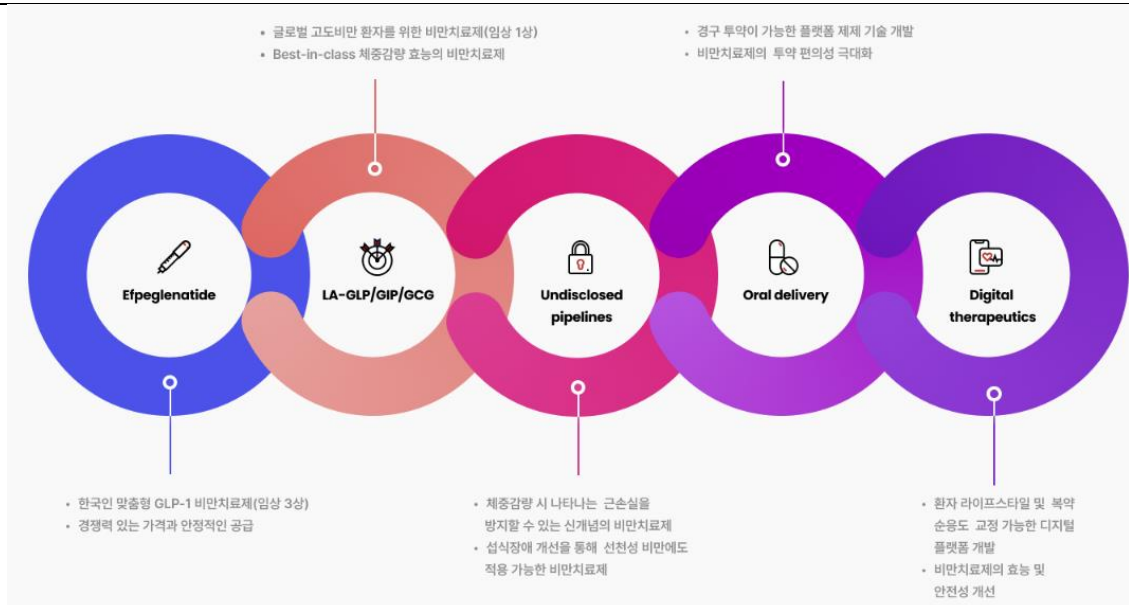 • 글로벌 고도비만 환자를 위한 비만치료제(임상 1상)
• Best-in-class 체중감량 효능의 비만치료제
• 경구 투약이 가능한 플랫폼 제제 기술 개발
• 비만치료제의 투약 편의성 극대화
Efpeglenatide
LA-GLP/GIP/GCG
Undisclosed
pipelines
Oral delivery
Digital
therapeutics
• 한국인 맞춤형 GLP-1 비만치료제(임상 3상)
• 경쟁력 있는 가격과 안정적인 공급
• 체중감량 시 나타나는 근손실을
방지할 수 있는 신개념의 비만치료제
• 섭식장애 개선을 통해 선천성 비만에도
적용 가능한 비만치료제
• 환자 라이프스타일 및 복약
순응도 교정 가능한 디지털
플랫폼 개발
• 비만치료제의 효능 및
안전성 개선